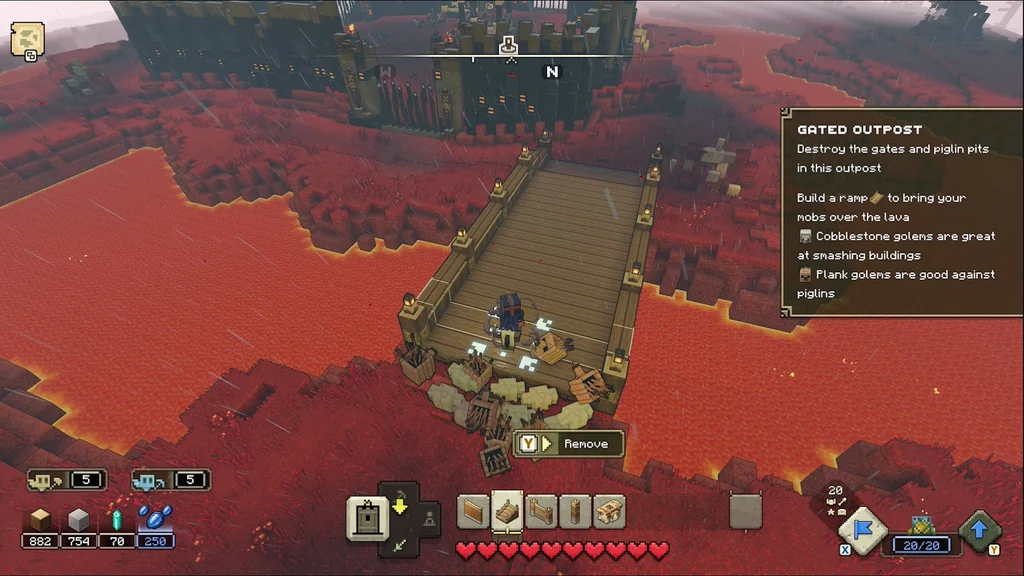 W
N
GATED OUTPOST
Destroy the gates and piglin pits
in this outpost
Build a ramp to bring your
mobs over the lava
Cobblestone golems are great
at smashing buildings
Plank golems are good against
piglins
Y Remove
5 5
20
882 754 70 250
X 20/20 Y